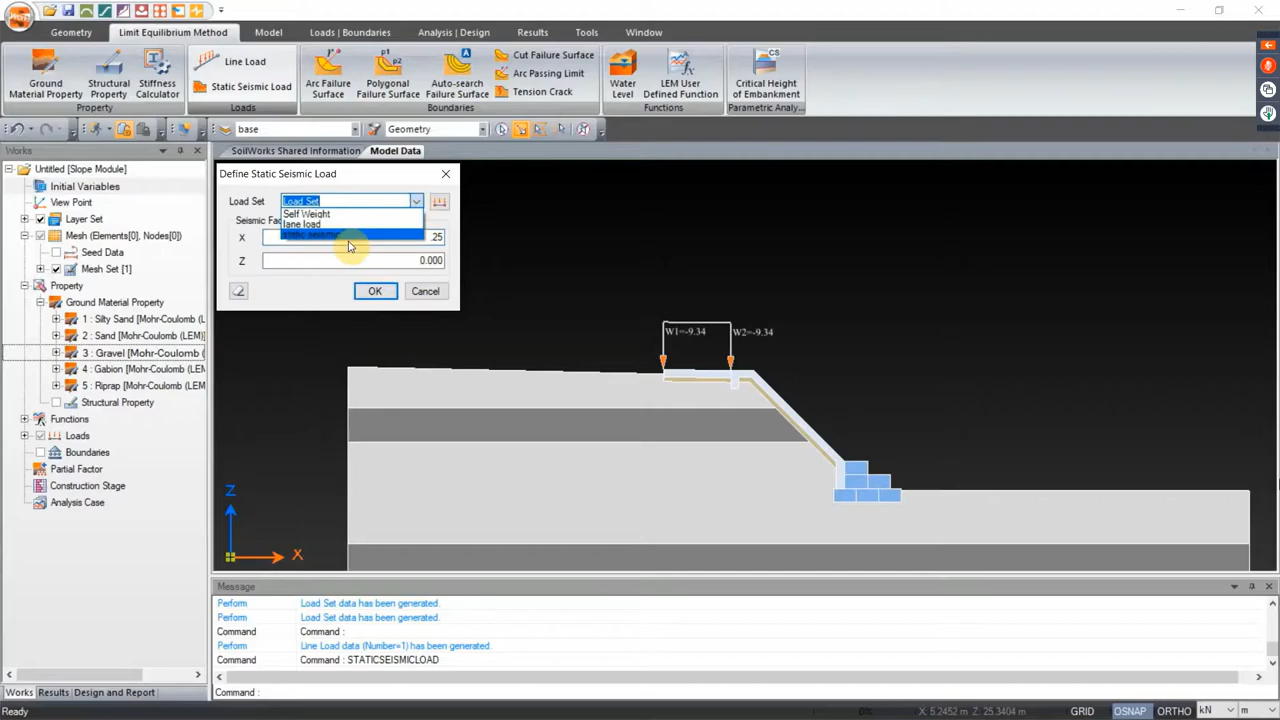 Geometry
Limit Equilibrium Method
Model
Loads | Boundaries
Analysis | Design
Results
Tools
Window
Ground Material Property
Structural Property
Stiffness Calculator
Line Load
Static Seismic Load
Arc Failure Surface
Polygonal Failure Surface
Auto-search Failure Surface
Cut Failure Surface
Arc Passing Limit
Tension Crack
Water Level
LEM User Defined Function
Critical Height of Embankment
Property
Loads
Boundaries
Functions
Parametric Analy...
base
Geometry
Works
SoilWorks Shared Information
Model Data
Untitled [Slope Module]
Initial Variables
View Point
Layer Set
Mesh (Elements[0], Nodes[0])
Seed Data
Mesh Set [1]
Property
Ground Material Property
1 : Silty Sand [Mohr-Coulomb (LEM)
2 : Sand [Mohr-Coulomb (LEM)]
3 : Gravel [Mohr-Coulomb (
4 : Gabion [Mohr-Coulomb (LEM
5 : Riprap [Mohr-Coulomb (LEM
Structural Property
Functions
Loads
Boundaries
Partial Factor
Construction Stage
Analysis Case
Define Static Seismic Load
Load Set
Load Set
Self Weight
lane load
static seismic
Seismic Fa
X
.25
Z
0.000
OK
Cancel
W1=-9.34
W2=-9.34
Z
X
Message
Perform Load Set data has been generated.
Perform Load Set data has been generated.
Command Command :
Perform Line Load data (Number=1) has been generated.
Command Command : STATICSEISMICLOAD
Works
Results
Design and Report
Command :
Ready
0%
X: 5.2452 m Z: 25.3404 m
GRID
OSNAP
ORTHO
kN
m